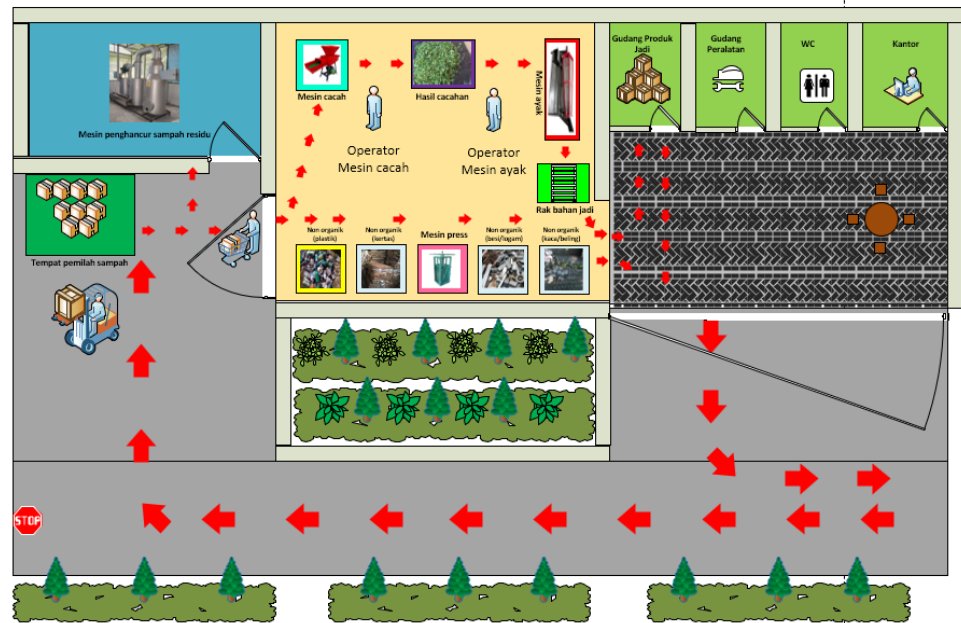 Mesin penghancur sampah residu
Mesin cacah
Hasil cacahan
Mesin ayak
Operator
Mesin cacah
Operator
Mesin ayak
Rak bahan jadi
Gudang Produk
Jadi
Gudang
Peralatan
WC
Kantor
Tempat pemilah sampah
Non organik
(plastik)
Non organik
(kertas)
Mesin press
Non organik
(besi/logam)
Non organik
(kaca/beling)
STOP